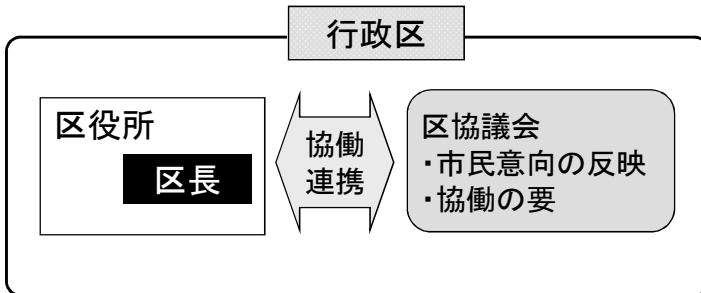 行政区
区役所
区長
協働
連携
区協議会
・市民意向の反映
・協働の要